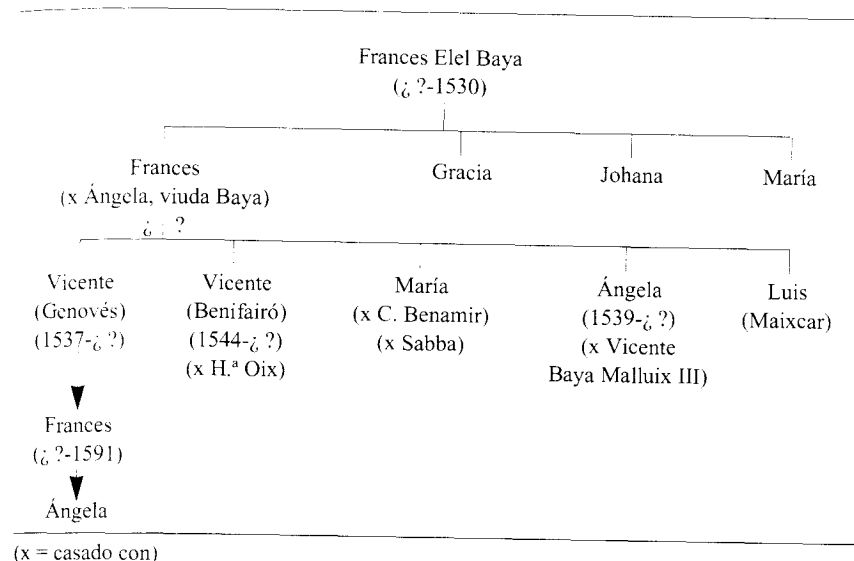 Frances Elel Baya
(¿ ?-1530)
Frances
(x Ángela, viuda Baya)
¿ - ?
Gracia
Johana
María
Vicente
(Genovés)
(1537-¿ ?)
Vicente
(Benifairó)
(1544-¿ ?)
(x H.ª Oix)
María
(x C. Benamir)
(x Sabba)
Ángela
(1539-¿ ?)
(x Vicente
Baya Malluix III)
Luis
(Maixcar)
Frances
(¿ ?-1591)
Ángela
(x = casado con)